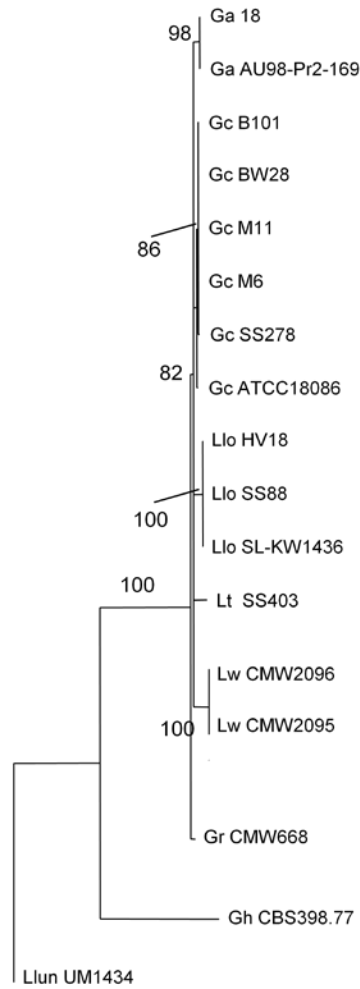 Ga 18
98
Ga AU98-Pr2-169
Gc B101
Gc BW28
Gc M11
86
Gc M6
Gc SS278
82
Gc ATCC18086
Llo HV18
Llo SS88
100
Llo SL-KW1436
100
Lt SS403
Lw CMW2096
100
Lw CMW2095
Gr CMW668
Gh CBS398.77
Llun UM1434